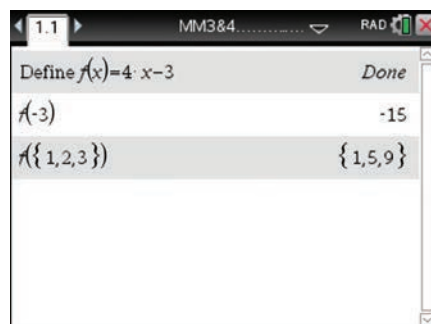 1.1 MM3&4.............. RAD
Define f(x)=4· x−3 Done
f(-3) -15
f({1,2,3}) {1,5,9}